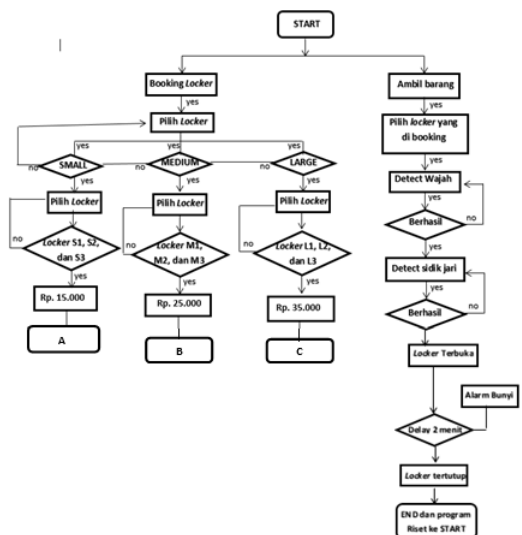 START
Booking Locker
yes
Pilih Locker
yes
yes
yes
no
SMALL
no
MEDIUM
no
LARGE
yes
yes
yes
Pilih Locker
Pilih Locker
Pilih Locker
no
Locker S1, S2,
dan S3
no
Locker M1,
M2, dan M3
no
Locker L1, L2,
dan L3
yes
yes
yes
Rp. 15.000
Rp. 25.000
Rp. 35.000
A
B
C
Ambil barang
yes
Pilih locker yang
di booking
yes
Detect Wajah
yes
Berhasil
no
yes
Detect sidik jari
yes
no
Berhasil
yes
Locker Terbuka
Alarm Bunyi
Delay 2 menit
Locker tertutup
END dan program
Riset ke START